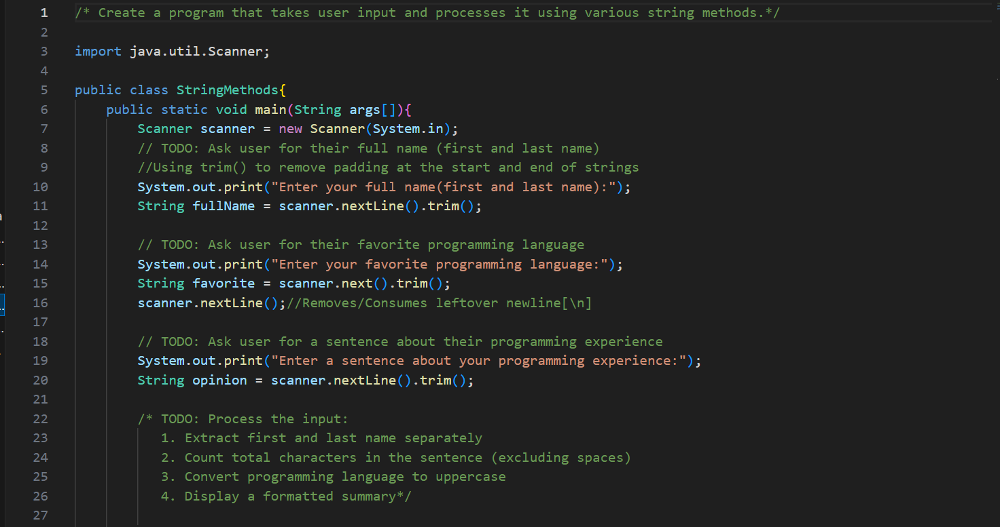 1 /* Create a program that takes user input and processes it using various string methods.*/
2
3 import java.util.Scanner;
4
5 public class StringMethods{
6 public static void main(String args[]){
7 Scanner scanner = new Scanner(System.in);
8 // TODO: Ask user for their full name (first and last name)
9 //Using trim() to remove padding at the start and end of strings
10 System.out.print("Enter your full name(first and last name):");
11 String fullName = scanner.nextLine().trim();
12
13 // TODO: Ask user for their favorite programming language
14 System.out.print("Enter your favorite programming language:");
15 String favorite = scanner.next().trim();
16 scanner.nextLine();//Removes/Consumes leftover newline[\n]
17
18 // TODO: Ask user for a sentence about their programming experience
19 System.out.print("Enter a sentence about your programming experience:");
20 String opinion = scanner.nextLine().trim();
21
22 /* TODO: Process the input:
23 1. Extract first and last name separately
24 2. Count total characters in the sentence (excluding spaces)
25 3. Convert programming language to uppercase
26 4. Display a formatted summary*/
27